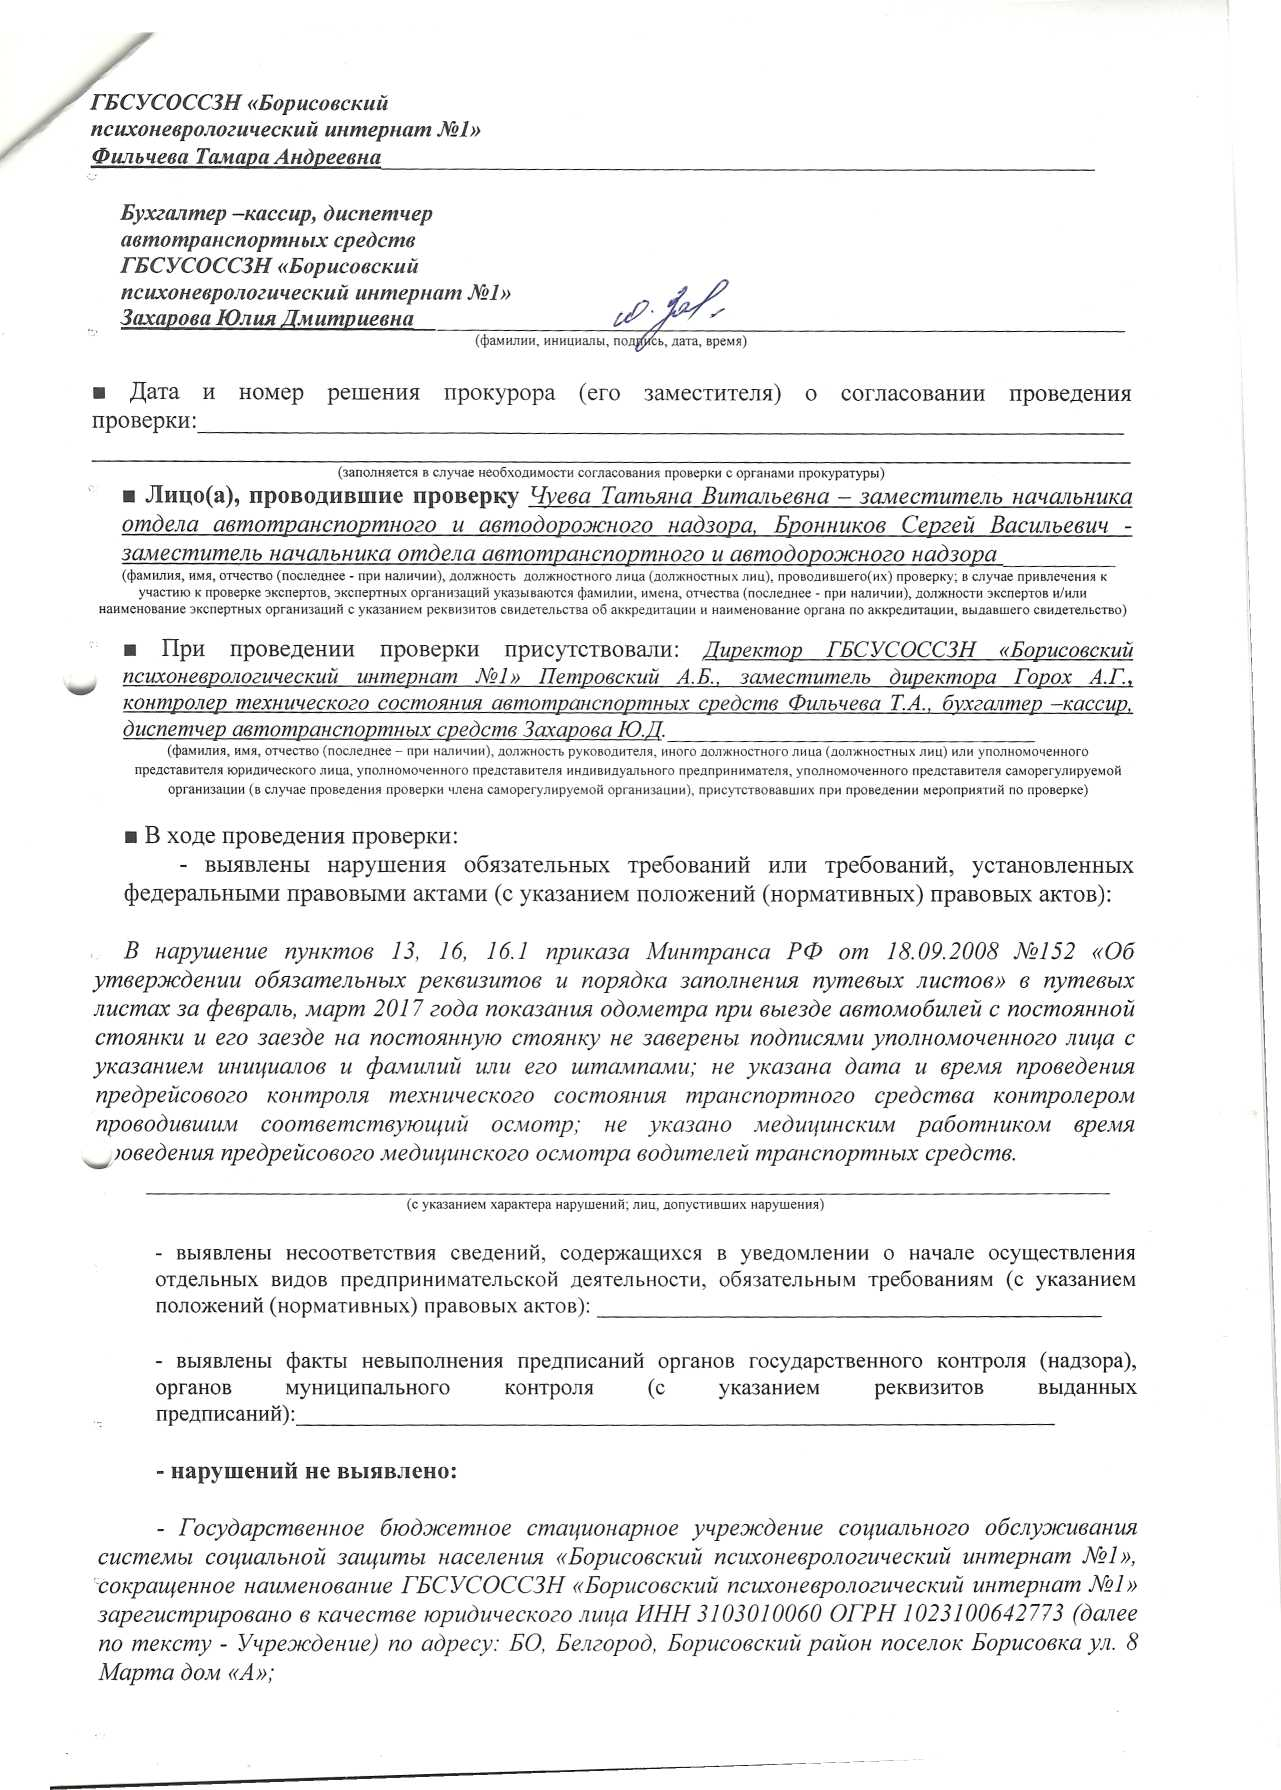 ГБСУСОССЗН «Борисовский
психоневрологический интернат №1»
Фильчева Тамара Андреевна
Бухгалтер –кассир, диспетчер
автотранспортных средств
ГБСУСОССЗН «Борисовский
психоневрологический интернат №1»
Захарова Юлия Дмитриевна
(фамилии, инициалы, подпись, дата, время)
■ Дата и номер решения прокурора (его заместителя) о согласовании проведения
проверки:
(заполняется в случае необходимости согласования проверки с органами прокуратуры)
■ Лицо(а), проводившие проверку Чуева Татьяна Витальевна – заместитель начальника
отдела автотранспортного и автодорожного надзора, Бронников Сергей Васильевич -
заместитель начальника отдела автотранспортного и автодорожного надзора
(фамилия, имя, отчество (последнее - при наличии), должность должностного лица (должностных лиц), проводившего(их) проверку; в случае привлечения к
участию к проверке экспертов, экспертных организаций указываются фамилии, имена, отчества (последнее - при наличии), должности экспертов и/или
наименование экспертных организаций с указанием реквизитов свидетельства об аккредитации и наименование органа по аккредитации, выдавшего свидетельство)
■ При проведении проверки присутствовали: Директор ГБСУСОССЗН «Борисовский
психоневрологический интернат №1» Петровский А.Б., заместитель директора Горох А.Г.,
контролер технического состояния автотранспортных средств Фильчева Т.А., бухгалтер –кассир,
диспетчер автотранспортных средств Захарова Ю.Д.
(фамилия, имя, отчество (последнее – при наличии), должность руководителя, иного должностного лица (должностных лиц) или уполномоченного
представителя юридического лица, уполномоченного представителя индивидуального предпринимателя, уполномоченного представителя саморегулируемой
организации (в случае проведения проверки члена саморегулируемой организации), присутствовавших при проведении мероприятий по проверке)
■ В ходе проведения проверки:
- выявлены нарушения обязательных требований или требований, установленных
федеральными правовыми актами (с указанием положений (нормативных) правовых актов):
В нарушение пунктов 13, 16, 16.1 приказа Минтранса РФ от 18.09.2008 №152 «Об
утверждении обязательных реквизитов и порядка заполнения путевых листов» в путевых
листах за февраль, март 2017 года показания одометра при выезде автомобилей с постоянной
стоянки и его заезде на постоянную стоянку не заверены подписями уполномоченного лица с
указанием инициалов и фамилий или его штампами; не указана дата и время проведения
предрейсового контроля технического состояния транспортного средства контролером
проводившим соответствующий осмотр; не указано медицинским работником время
роведения предрейсового медицинского осмотра водителей транспортных средств.
(с указанием характера нарушений; лиц, допустивших нарушения)
- выявлены несоответствия сведений, содержащихся в уведомлении о начале осуществления
отдельных видов предпринимательской деятельности, обязательным требованиям (с указанием
положений (нормативных) правовых актов):
- выявлены факты невыполнения предписаний органов государственного контроля (надзора),
органов муниципального контроля (с указанием реквизитов выданных
предписаний):
- нарушений не выявлено:
- Государственное бюджетное стационарное учреждение социального обслуживания
системы социальной защиты населения «Борисовский психоневрологический интернат №1»,
сокращенное наименование ГБСУСОССЗН «Борисовский психоневрологический интернат №1»
зарегистрировано в качестве юридического лица ИНН 3103010060 ОГРН 1023100642773 (далее
по тексту - Учреждение) по адресу: БО, Белгород, Борисовский район поселок Борисовка ул. 8
Марта дом «А»;